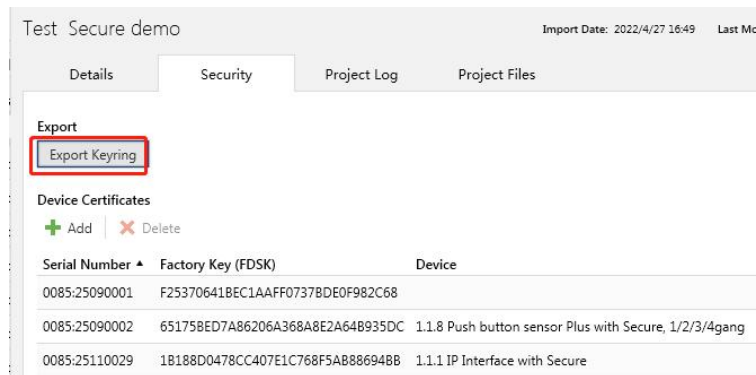 Test Secure demo Import Date: 2022/4/27 16:49 Last Mo
Details Security Project Log Project Files
Export
Export Keyring
Device Certificates
Add Delete
Serial Number Factory Key (FDSK) Device
0085:25090001 F25370641BEC1AAFF0737BDE0F982C68
0085:25090002 65175BED7A86206A368A8E2A64B935DC 1.1.8 Push button sensor Plus with Secure, 1/2/3/4gang
0085:25110029 1B188D0478CC407E1C768F5AB88694BB 1.1.1 IP Interface with Secure